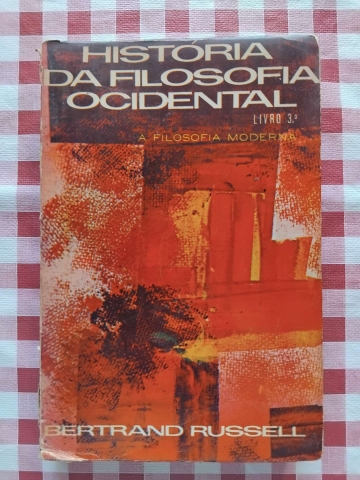 HISTÓRIA
DA FILOSOFIA
OCIDENTAL
LIVRO 3.º
A FILOSOFIA MODERNA
BERTRAND RUSSELL